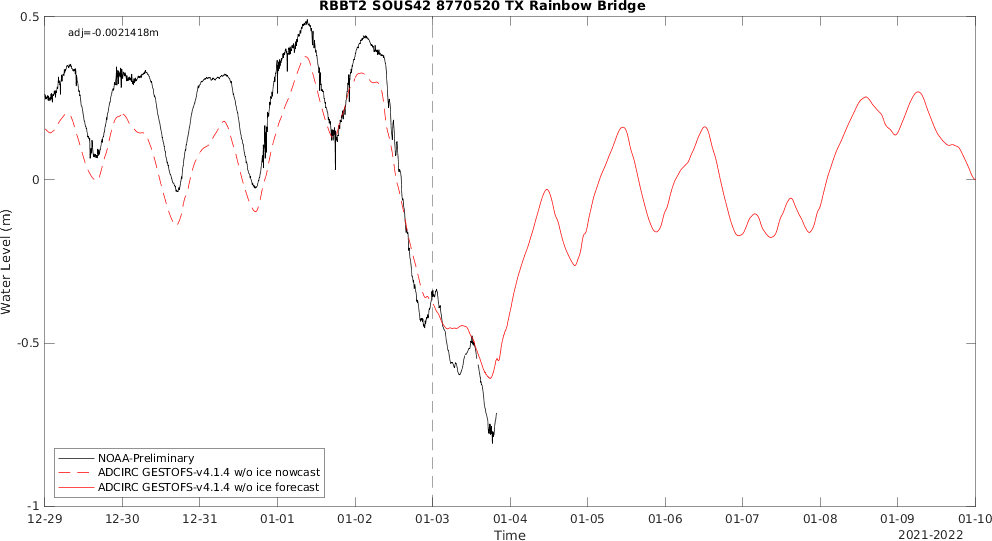 RBBT2 SOUS42 8770520 TX Rainbow Bridge
adj=-0.0021418m
0.5
0
-0.5
-1
Water Level (m)
NOAA-Preliminary
ADCIRC GESTOFS-v4.1.4 w/o ice nowcast
ADCIRC GESTOFS-v4.1.4 w/o ice forecast
12-29 12-30 12-31 01-01 01-02 01-03 01-04 01-05 01-06 01-07 01-08 01-09 01-10
Time
2021-2022